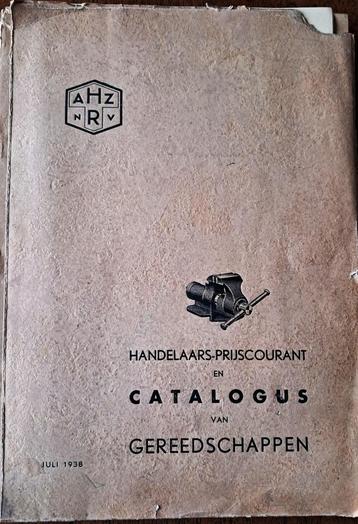 AHZ
NRV
HANDELAARS-PRIJSCOURANT
EN
CATALOGUS
VAN
GEREEDSCHAPPEN
JULI 1938